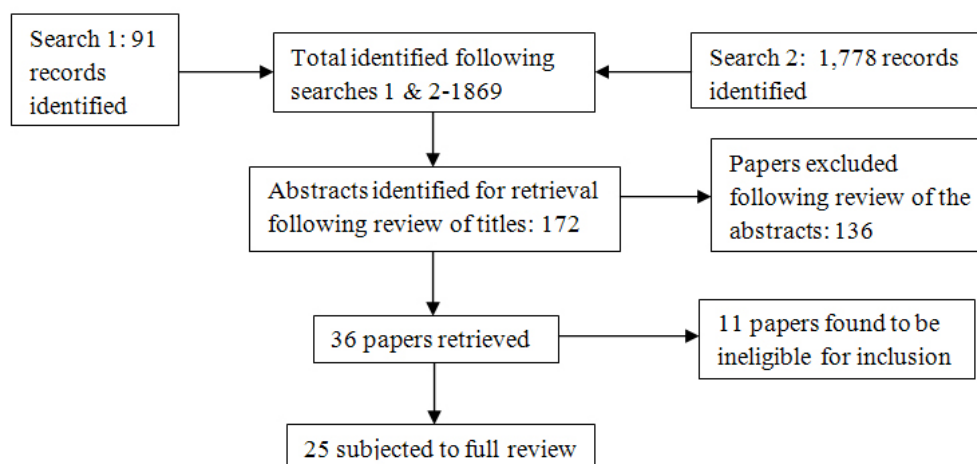 Search 1: 91
records
identified
Total identified following
searches 1 & 2-1869
Search 2:  1,778 records
identified
Abstracts identified for retrieval
following review of titles: 172
Papers excluded
following review of the
abstracts: 136
36 papers retrieved
11 papers found to be
ineligible for inclusion
25 subjected to full review